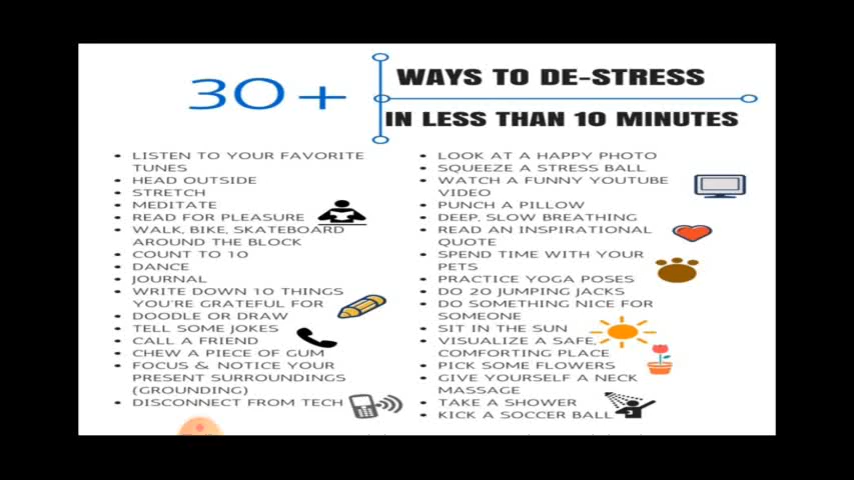 30+
WAYS TO DE-STRESS
IN LESS THAN 10 MINUTES
• LISTEN TO YOUR FAVORITE
TUNES
• HEAD OUTSIDE
• STRETCH
• MEDITATE
• READ FOR PLEASURE
• WALK, BIKE, SKATEBOARD
AROUND THE BLOCK
• COUNT TO 10
• DANCE
• JOURNAL
• WRITE DOWN 10 THINGS
YOU'RE GRATEFUL FOR
• DOODLE OR DRAW
• TELL SOME JOKES
• CALL A FRIEND
• CHEW A PIECE OF GUM
• FOCUS & NOTICE YOUR
PRESENT SURROUNDINGS
(GROUNDING)
• DISCONNECT FROM TECH
• LOOK AT A HAPPY PHOTO
• SQUEEZE A STRESS BALL
• WATCH A FUNNY YOUTUBE
VIDEO
• PUNCH A PILLOW
• DEEP, SLOW BREATHING
• READ AN INSPIRATIONAL
QUOTE
• SPEND TIME WITH YOUR
PETS
• PRACTICE YOGA POSES
• DO 20 JUMPING JACKS
• DO SOMETHING NICE FOR
SOMEONE
• SIT IN THE SUN
• VISUALIZE A SAFE,
COMFORTING PLACE
• PICK SOME FLOWERS
• GIVE YOURSELF A NECK
MASSAGE
• TAKE A SHOWER
• KICK A SOCCER BALL